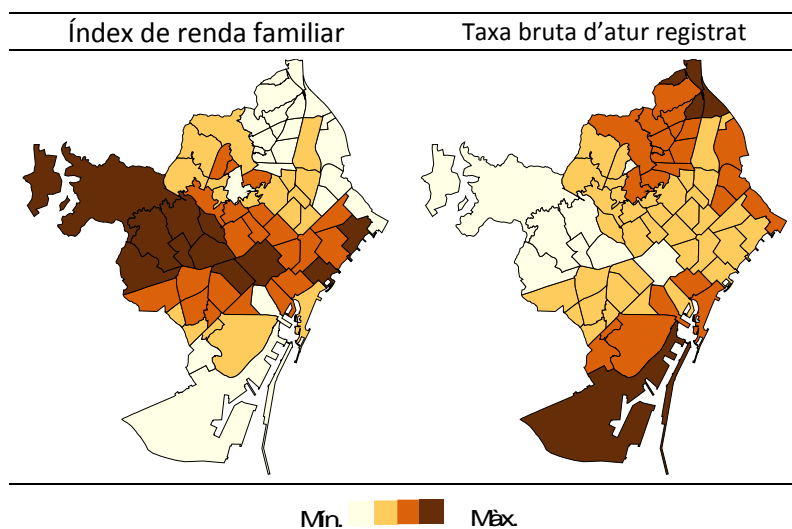 Índex de renda familiar
Taxa bruta d’atur registrat
Mín.
Màx.